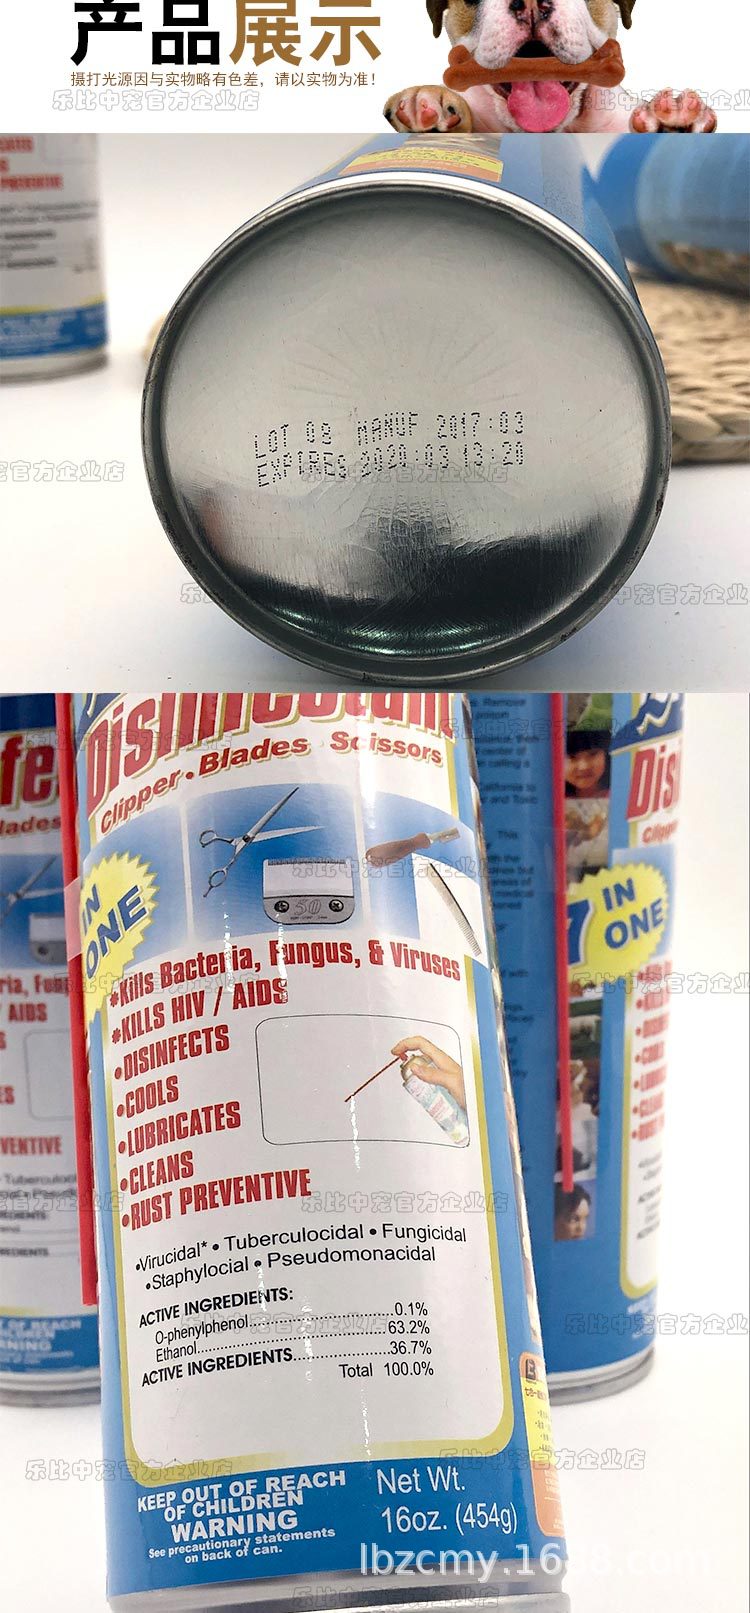 产品展示
摄打光源因与实物略有色差，请以实物为准！
乐比中宠官方企业店
LOT 08 MANUF 2017:03
EXPIRES 2020:03 13:20
Disinfectant
Clipper • Blades Scissors
50
IN
ONE
*Kills Bacteria, Fungus, & Viruses
*KILLS HIV / AIDS
•DISINFECTS
•COOLS
•LUBRICATES
•CLEANS
•RUST PREVENTIVE
•Virucidal* • Tuberculocidal • Fungicidal
•Staphylocial • Pseudomonacidal
ACTIVE INGREDIENTS:
O-phenylphenol....................0.1%
Ethanol....................63.2%
ACTIVE INGREDIENTS....................36.7%
Total 100.0%
KEEP OUT OF REACH
OF CHILDREN
WARNING
See precautionary statements
on back of can.
Net Wt.
16oz. (454g)
7 IN
ONE
lbzcmy.1688.com